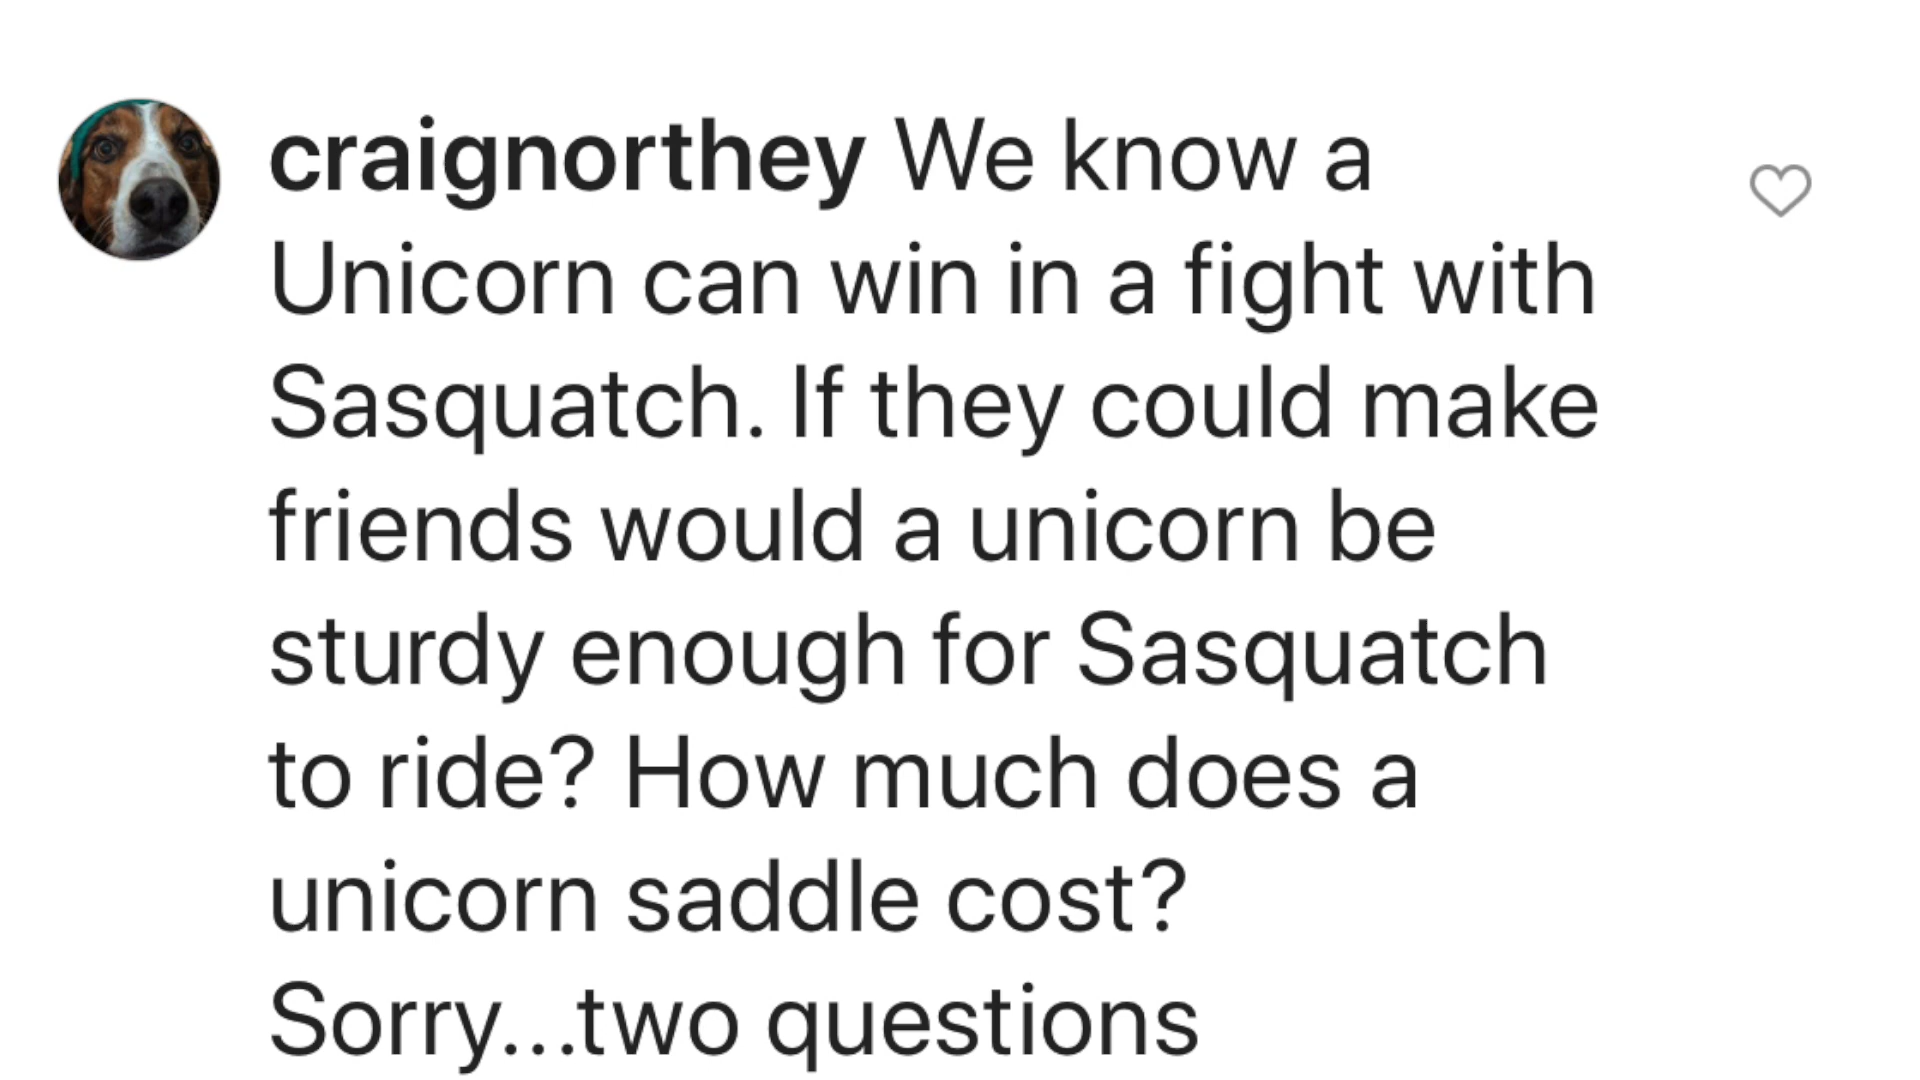 craignorthey We know a
Unicorn can win in a fight with
Sasquatch. If they could make
friends would a unicorn be
sturdy enough for Sasquatch
to ride? How much does a
unicorn saddle cost?
Sorry...two questions